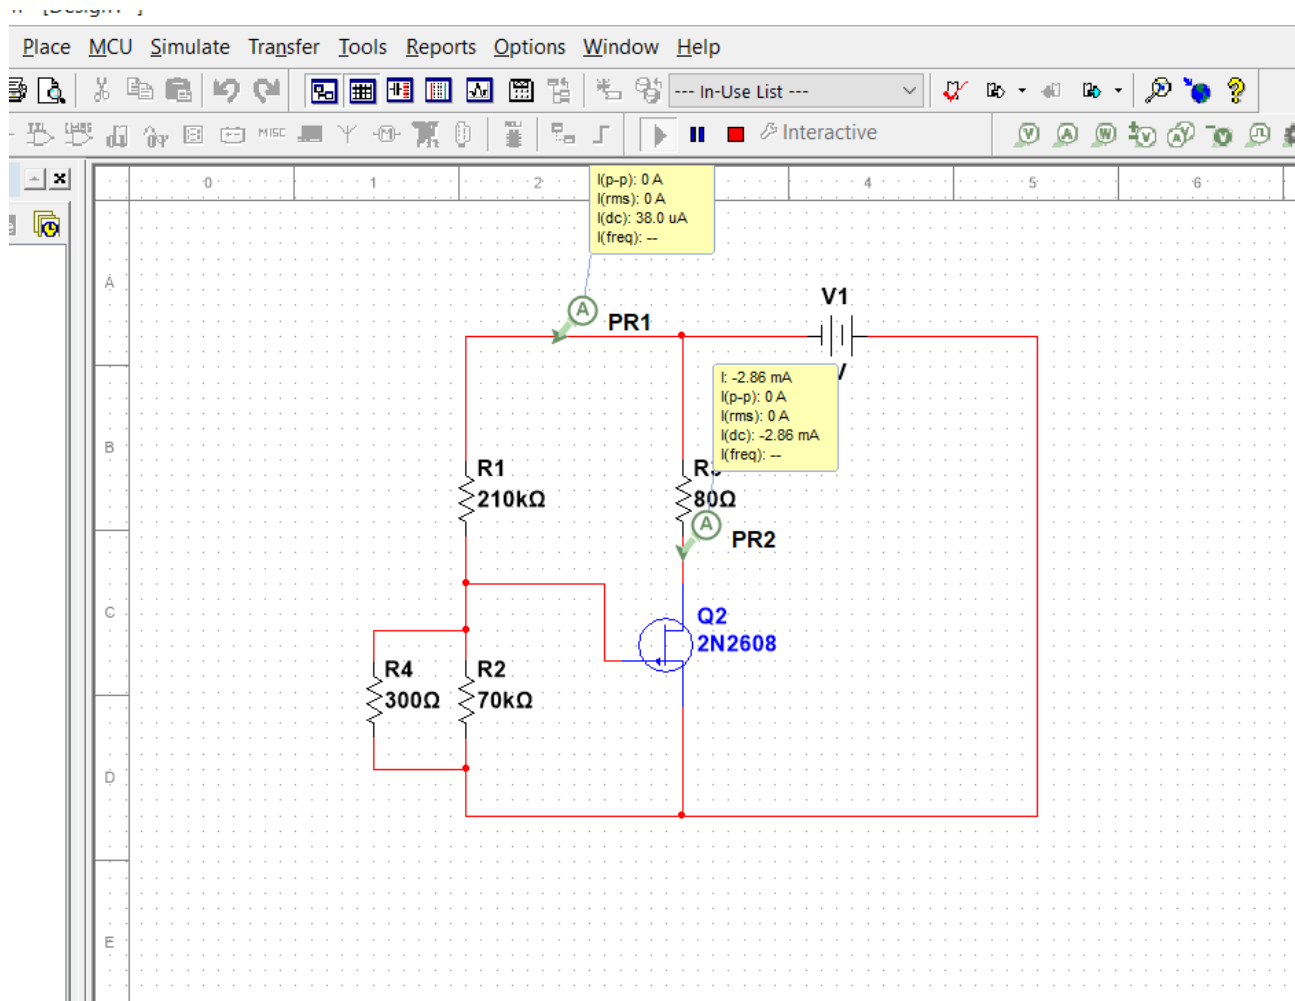 Place MCU Simulate Transfer Tools Reports Options Window Help
--- In-Use List ---
MISC
Interactive
0 1 2 4 5 6
I(p-p): 0 A
I(rms): 0 A
I(dc): 38.0 uA
I(freq): --
A
V1
A
PR1
I: -2.86 mA
I(p-p): 0 A
I(rms): 0 A
I(dc): -2.86 mA
I(freq): --
B
R1
210kΩ
R3
80Ω
A
PR2
C
Q2
2N2608
R4
300Ω
R2
70kΩ
D
E